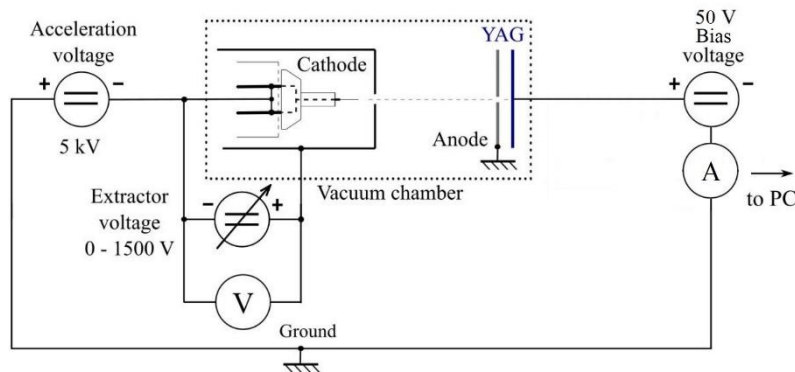 Acceleration
voltage
+ −
5 kV
Cathode
YAG
Anode
Vacuum chamber
50 V
Bias
voltage
+ −
A
to PC
Extractor
voltage
0 - 1500 V
− +
V
Ground